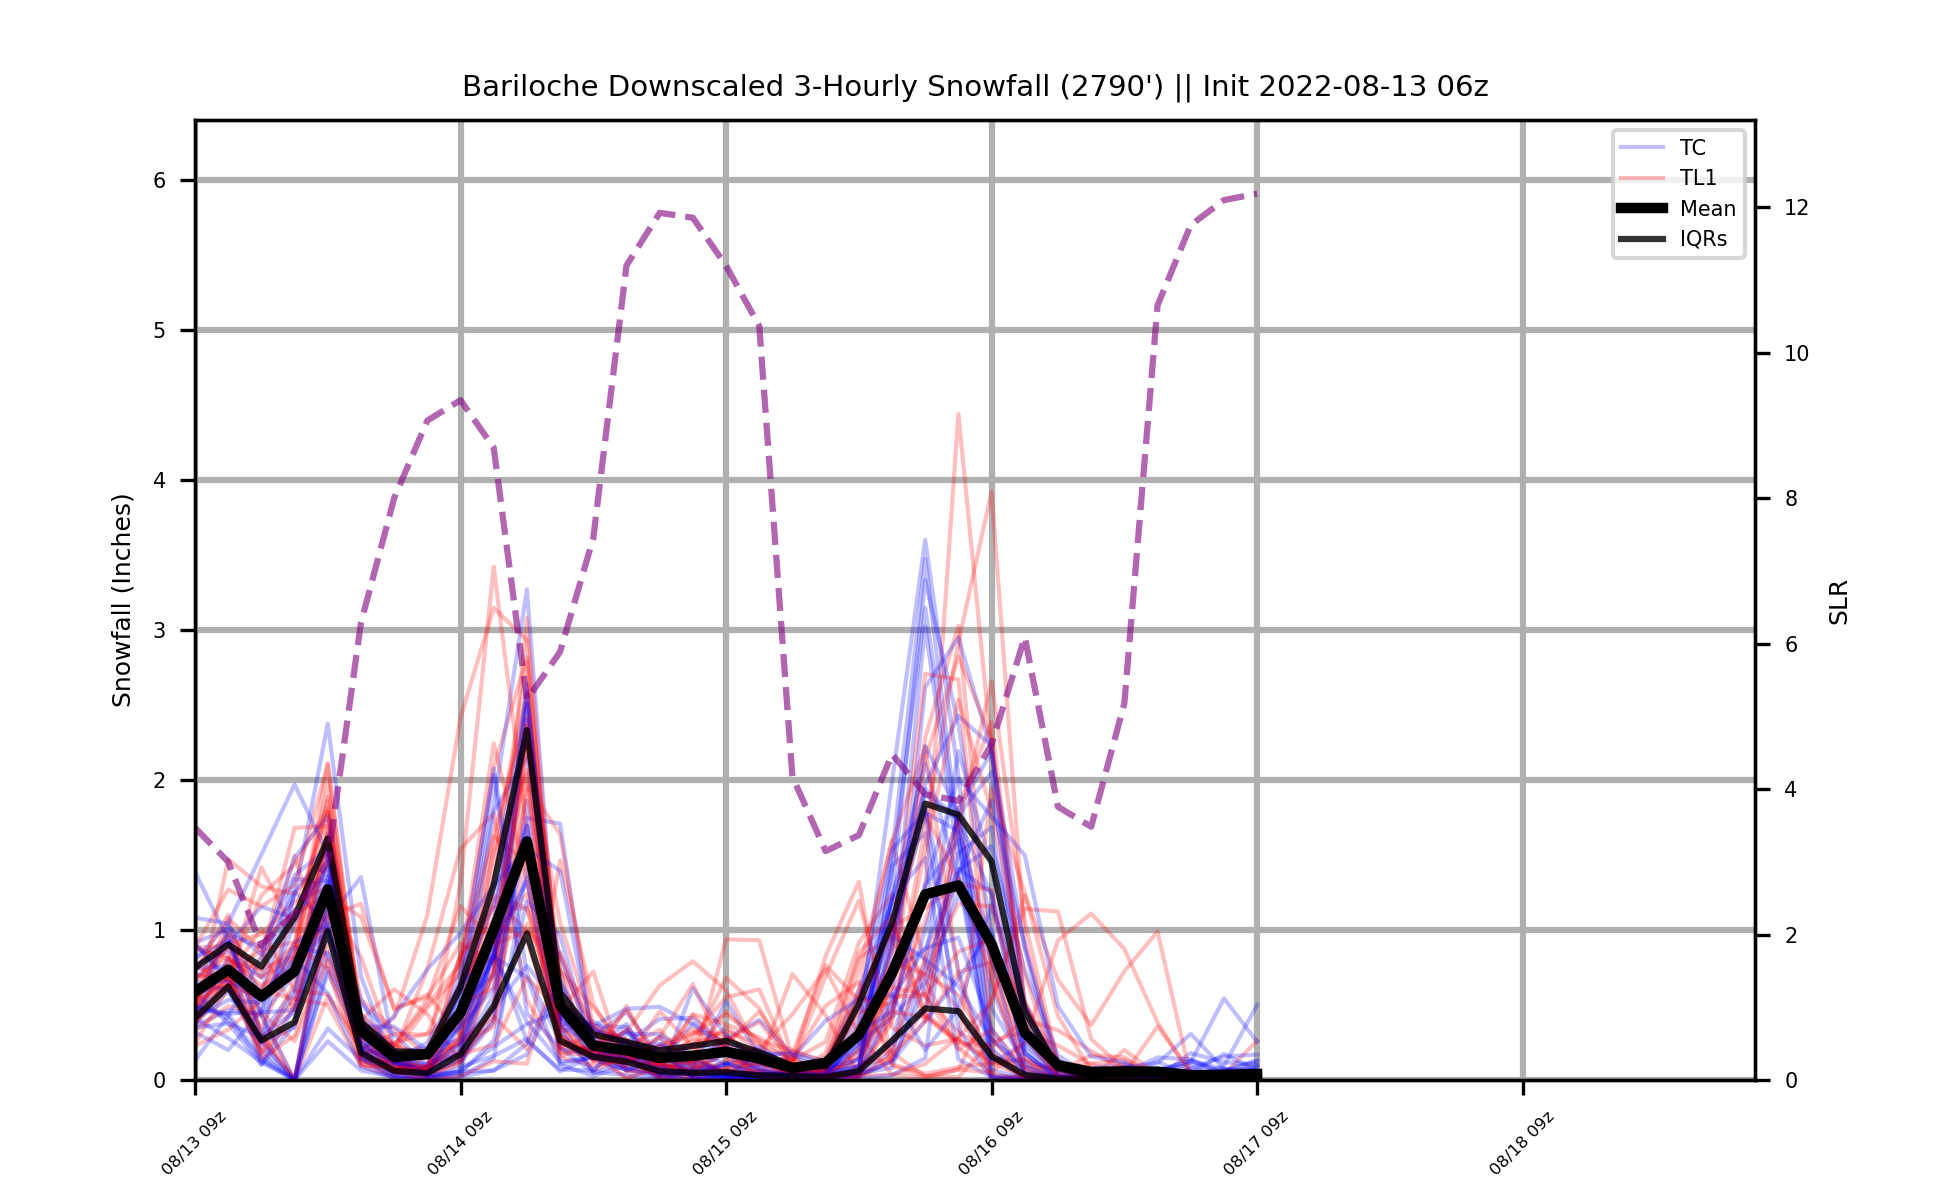 Bariloche Downscaled 3-Hourly Snowfall (2790') || Init 2022-08-13 06z
TC
TL1
Mean
IQRs
6
5
4
3
2
1
0
Snowfall (Inches)
12
10
8
6
4
2
0
SLR
08/13 09z
08/14 09z
08/15 09z
08/16 09z
08/17 09z
08/18 09z